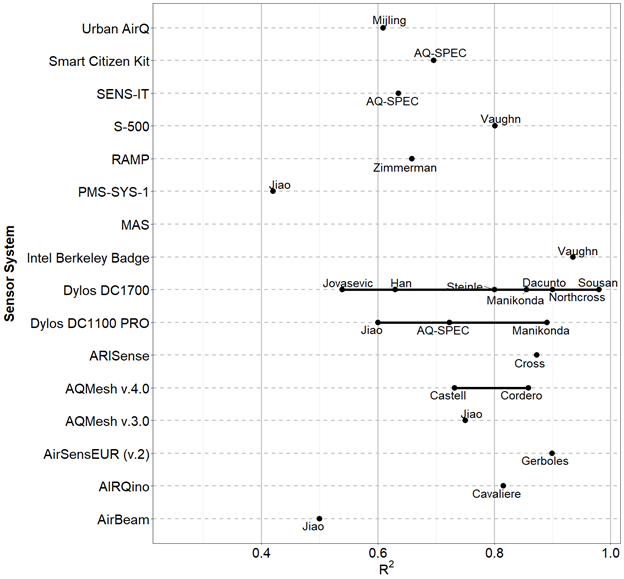 Mijling
Urban AirQ
AQ-SPEC
Smart Citizen Kit
SENS-IT
AQ-SPEC
Vaughn
S-500
RAMP
Zimmerman
Jiao
PMS-SYS-1
MAS
Vaughn
Intel Berkeley Badge
Jovasevic Han Steinle Dacunto Sousan
Dylos DC1700
Manikonda Northcross
Dylos DC1100 PRO
Jiao AQ-SPEC Manikonda
ARISense
Cross
AQMesh v.4.0
Castell Cordero
Jiao
AQMesh v.3.0
AirSensEUR (v.2)
Gerboles
AIRQino
Cavaliere
AirBeam
Jiao
Sensor System
0.4 0.6 0.8 1.0
R²